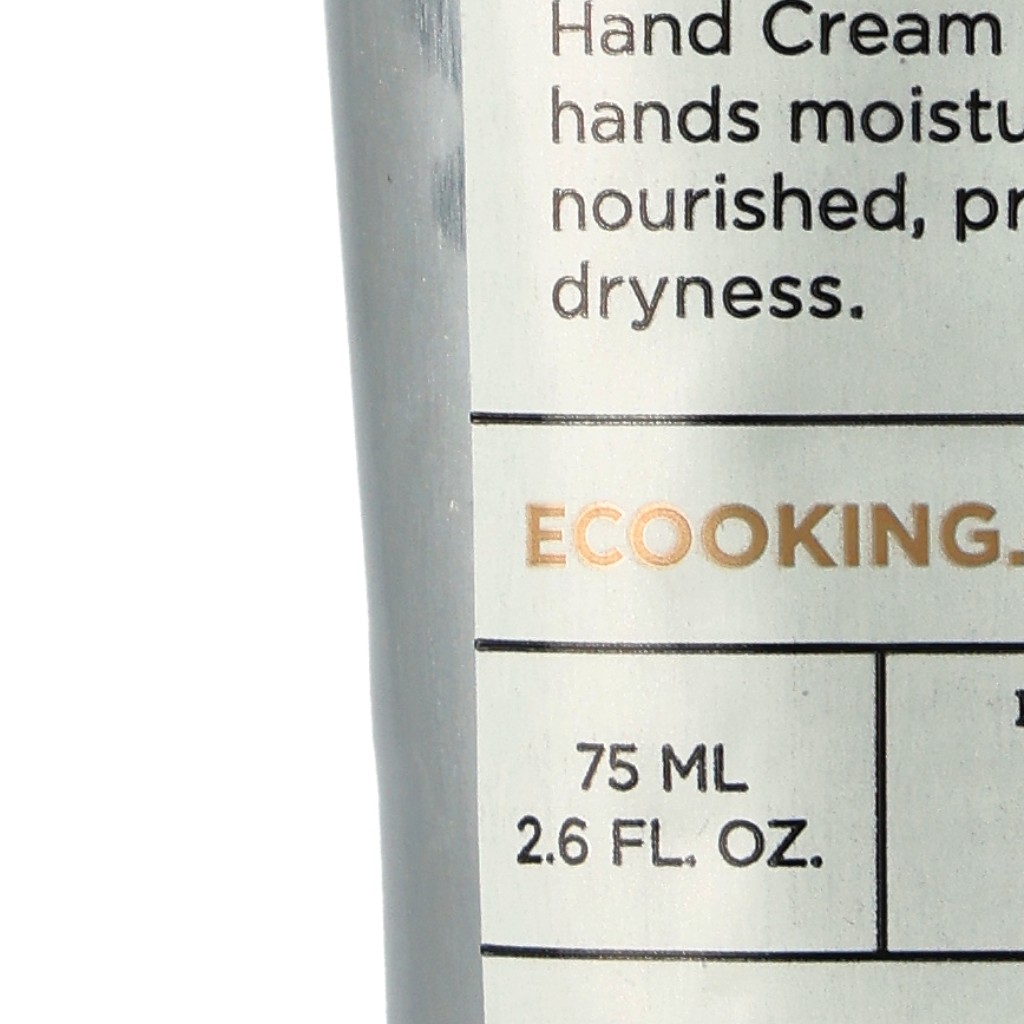 Hand Cream
hands moistu
nourished, pr
dryness.
ECOOKING.
75 ML
2.6 FL. OZ.